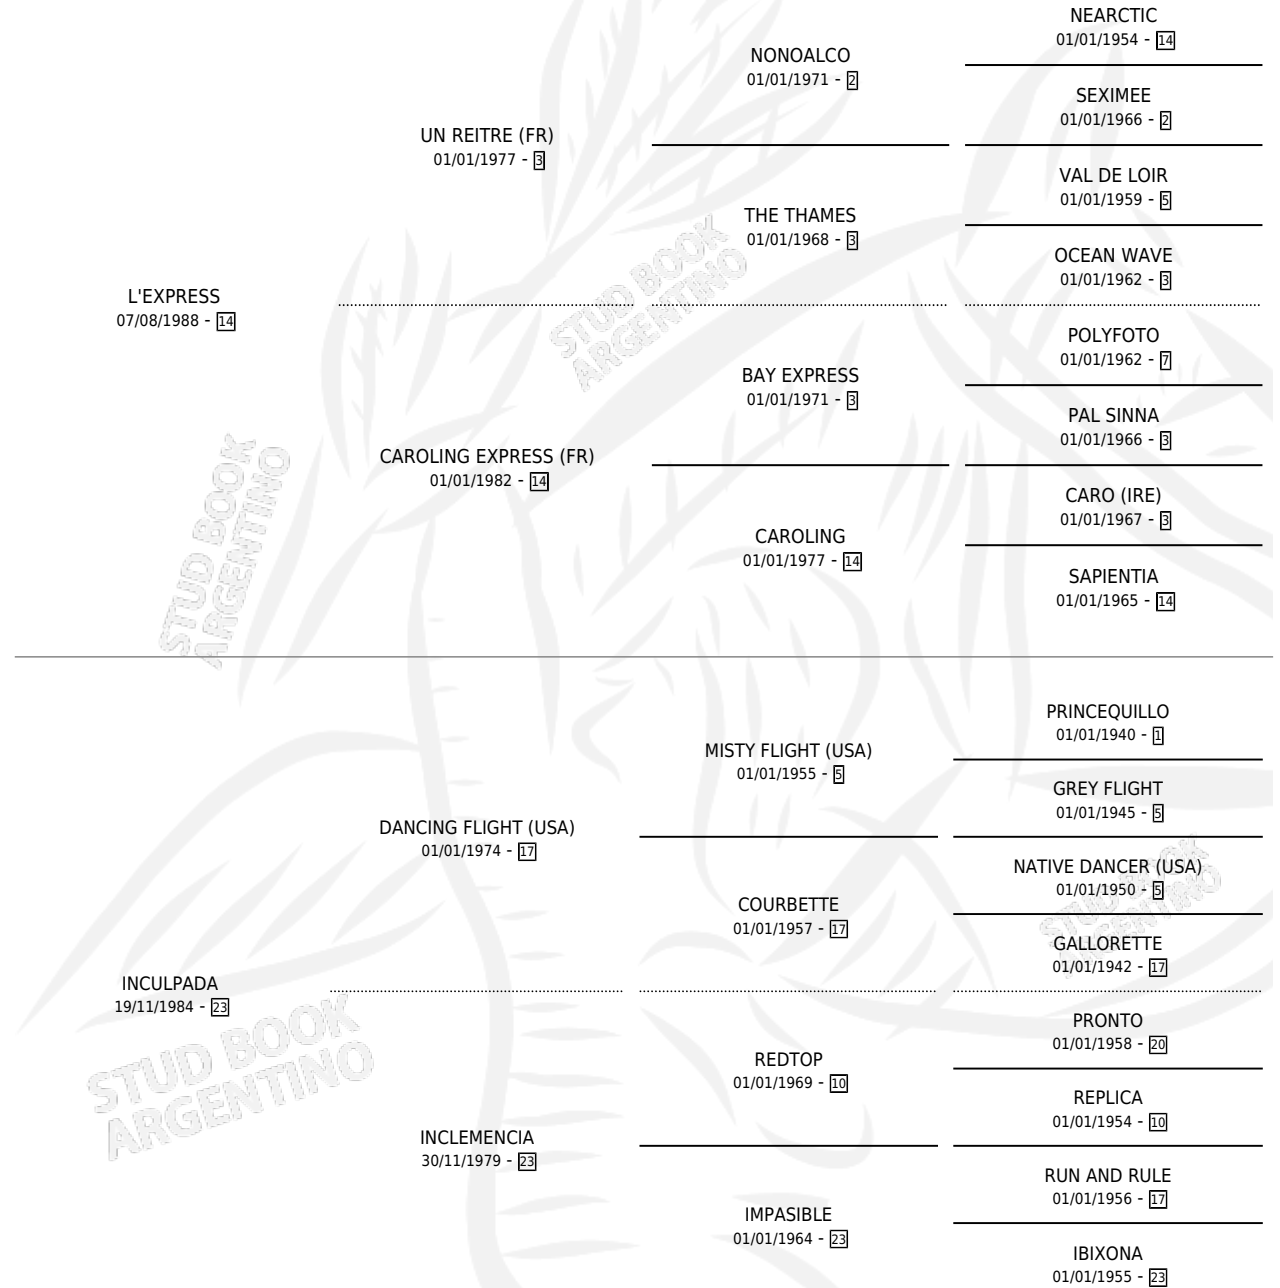 NEARCTIC
01/01/1954 - 14
NONOALCO
01/01/1971 - 2
SEXIMEE
01/01/1966 - 2
UN REITRE (FR)
01/01/1977 - 3
VAL DE LOIR
01/01/1959 - 5
THE THAMES
01/01/1968 - 3
OCEAN WAVE
01/01/1962 - 3
L'EXPRESS
07/08/1988 - 14
STUD BOOK
ARGENTINO
POLYFOTO
01/01/1962 - 7
BAY EXPRESS
01/01/1971 - 3
PAL SINNA
01/01/1966 - 3
CAROLING EXPRESS (FR)
01/01/1982 - 14
CARO (IRE)
01/01/1967 - 3
CAROLING
01/01/1977 - 14
SAPIENTIA
01/01/1965 - 14
STUD BOOK
ARGENTINO
PRINCEQUILLO
01/01/1940 - 1
MISTY FLIGHT (USA)
01/01/1955 - 5
GREY FLIGHT
01/01/1945 - 5
DANCING FLIGHT (USA)
01/01/1974 - 17
NATIVE DANCER (USA)
01/01/1950 - 5
COURBETTE
01/01/1957 - 17
STUD BOOK
ARGENTINO
GALLORETTE
01/01/1942 - 17
INCULPADA
19/11/1984 - 23
STUD BOOK
ARGENTINO
PRONTO
01/01/1958 - 20
REDTOP
01/01/1969 - 10
REPLICA
01/01/1954 - 10
INCLEMENCIA
30/11/1979 - 23
RUN AND RULE
01/01/1956 - 17
IMPASIBLE
01/01/1964 - 23
IBIXONA
01/01/1955 - 23